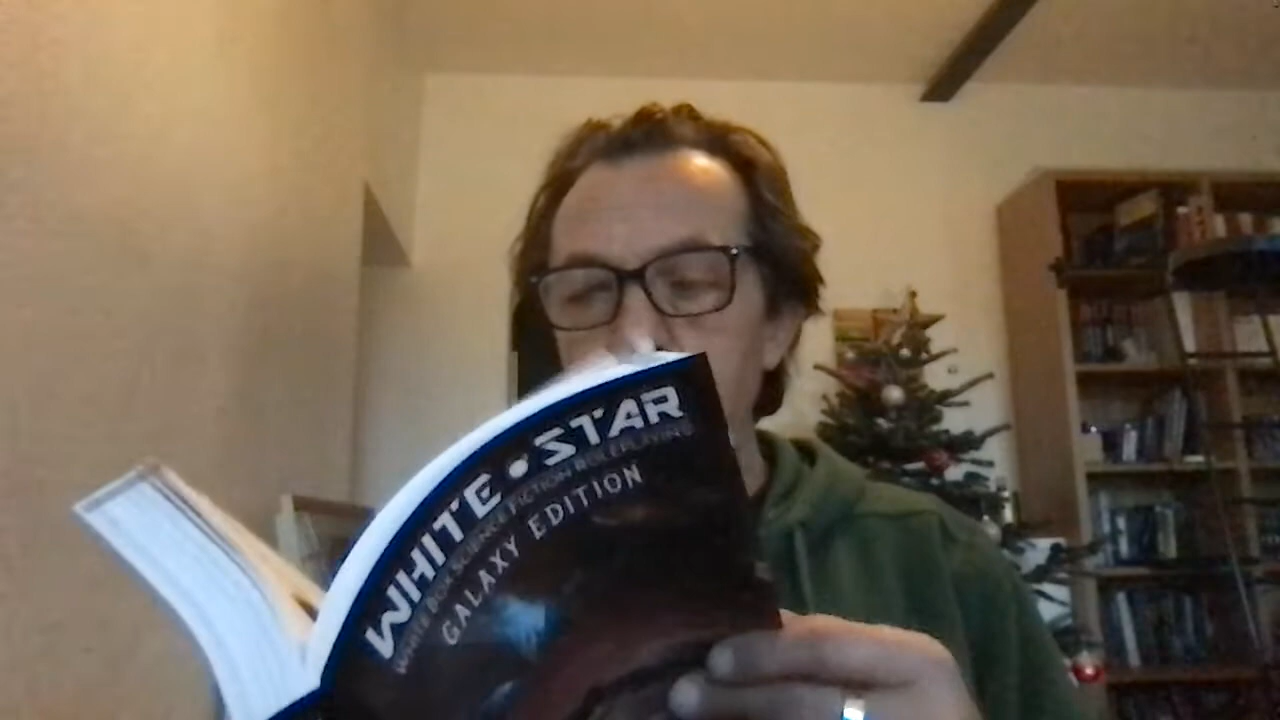 WHITE • STAR
WHITE BOX SCIENCE FICTION ROLEPLAYING
GALAXY EDITION